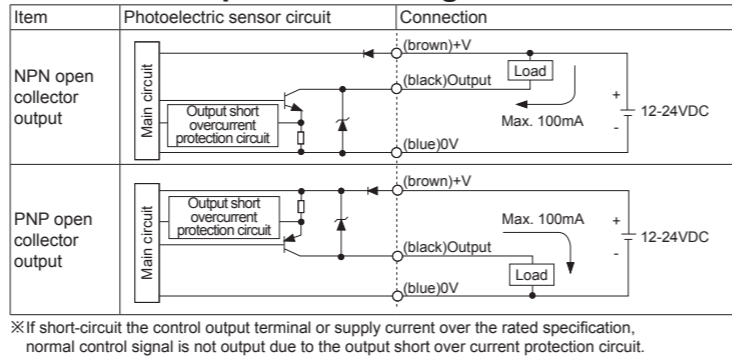 Item
Photoelectric sensor circuit
Connection
NPN open
collector
output
Main circuit
Output short
overcurrent
protection circuit
(brown)+V
(black)Output
(blue)0V
Load
Max. 100mA
+
-
12-24VDC
PNP open
collector
output
Main circuit
Output short
overcurrent
protection circuit
(brown)+V
(black)Output
(blue)0V
Max. 100mA
Load
+
-
12-24VDC
※If short-circuit the control output terminal or supply current over the rated specification,
normal control signal is not output due to the output short over current protection circuit.